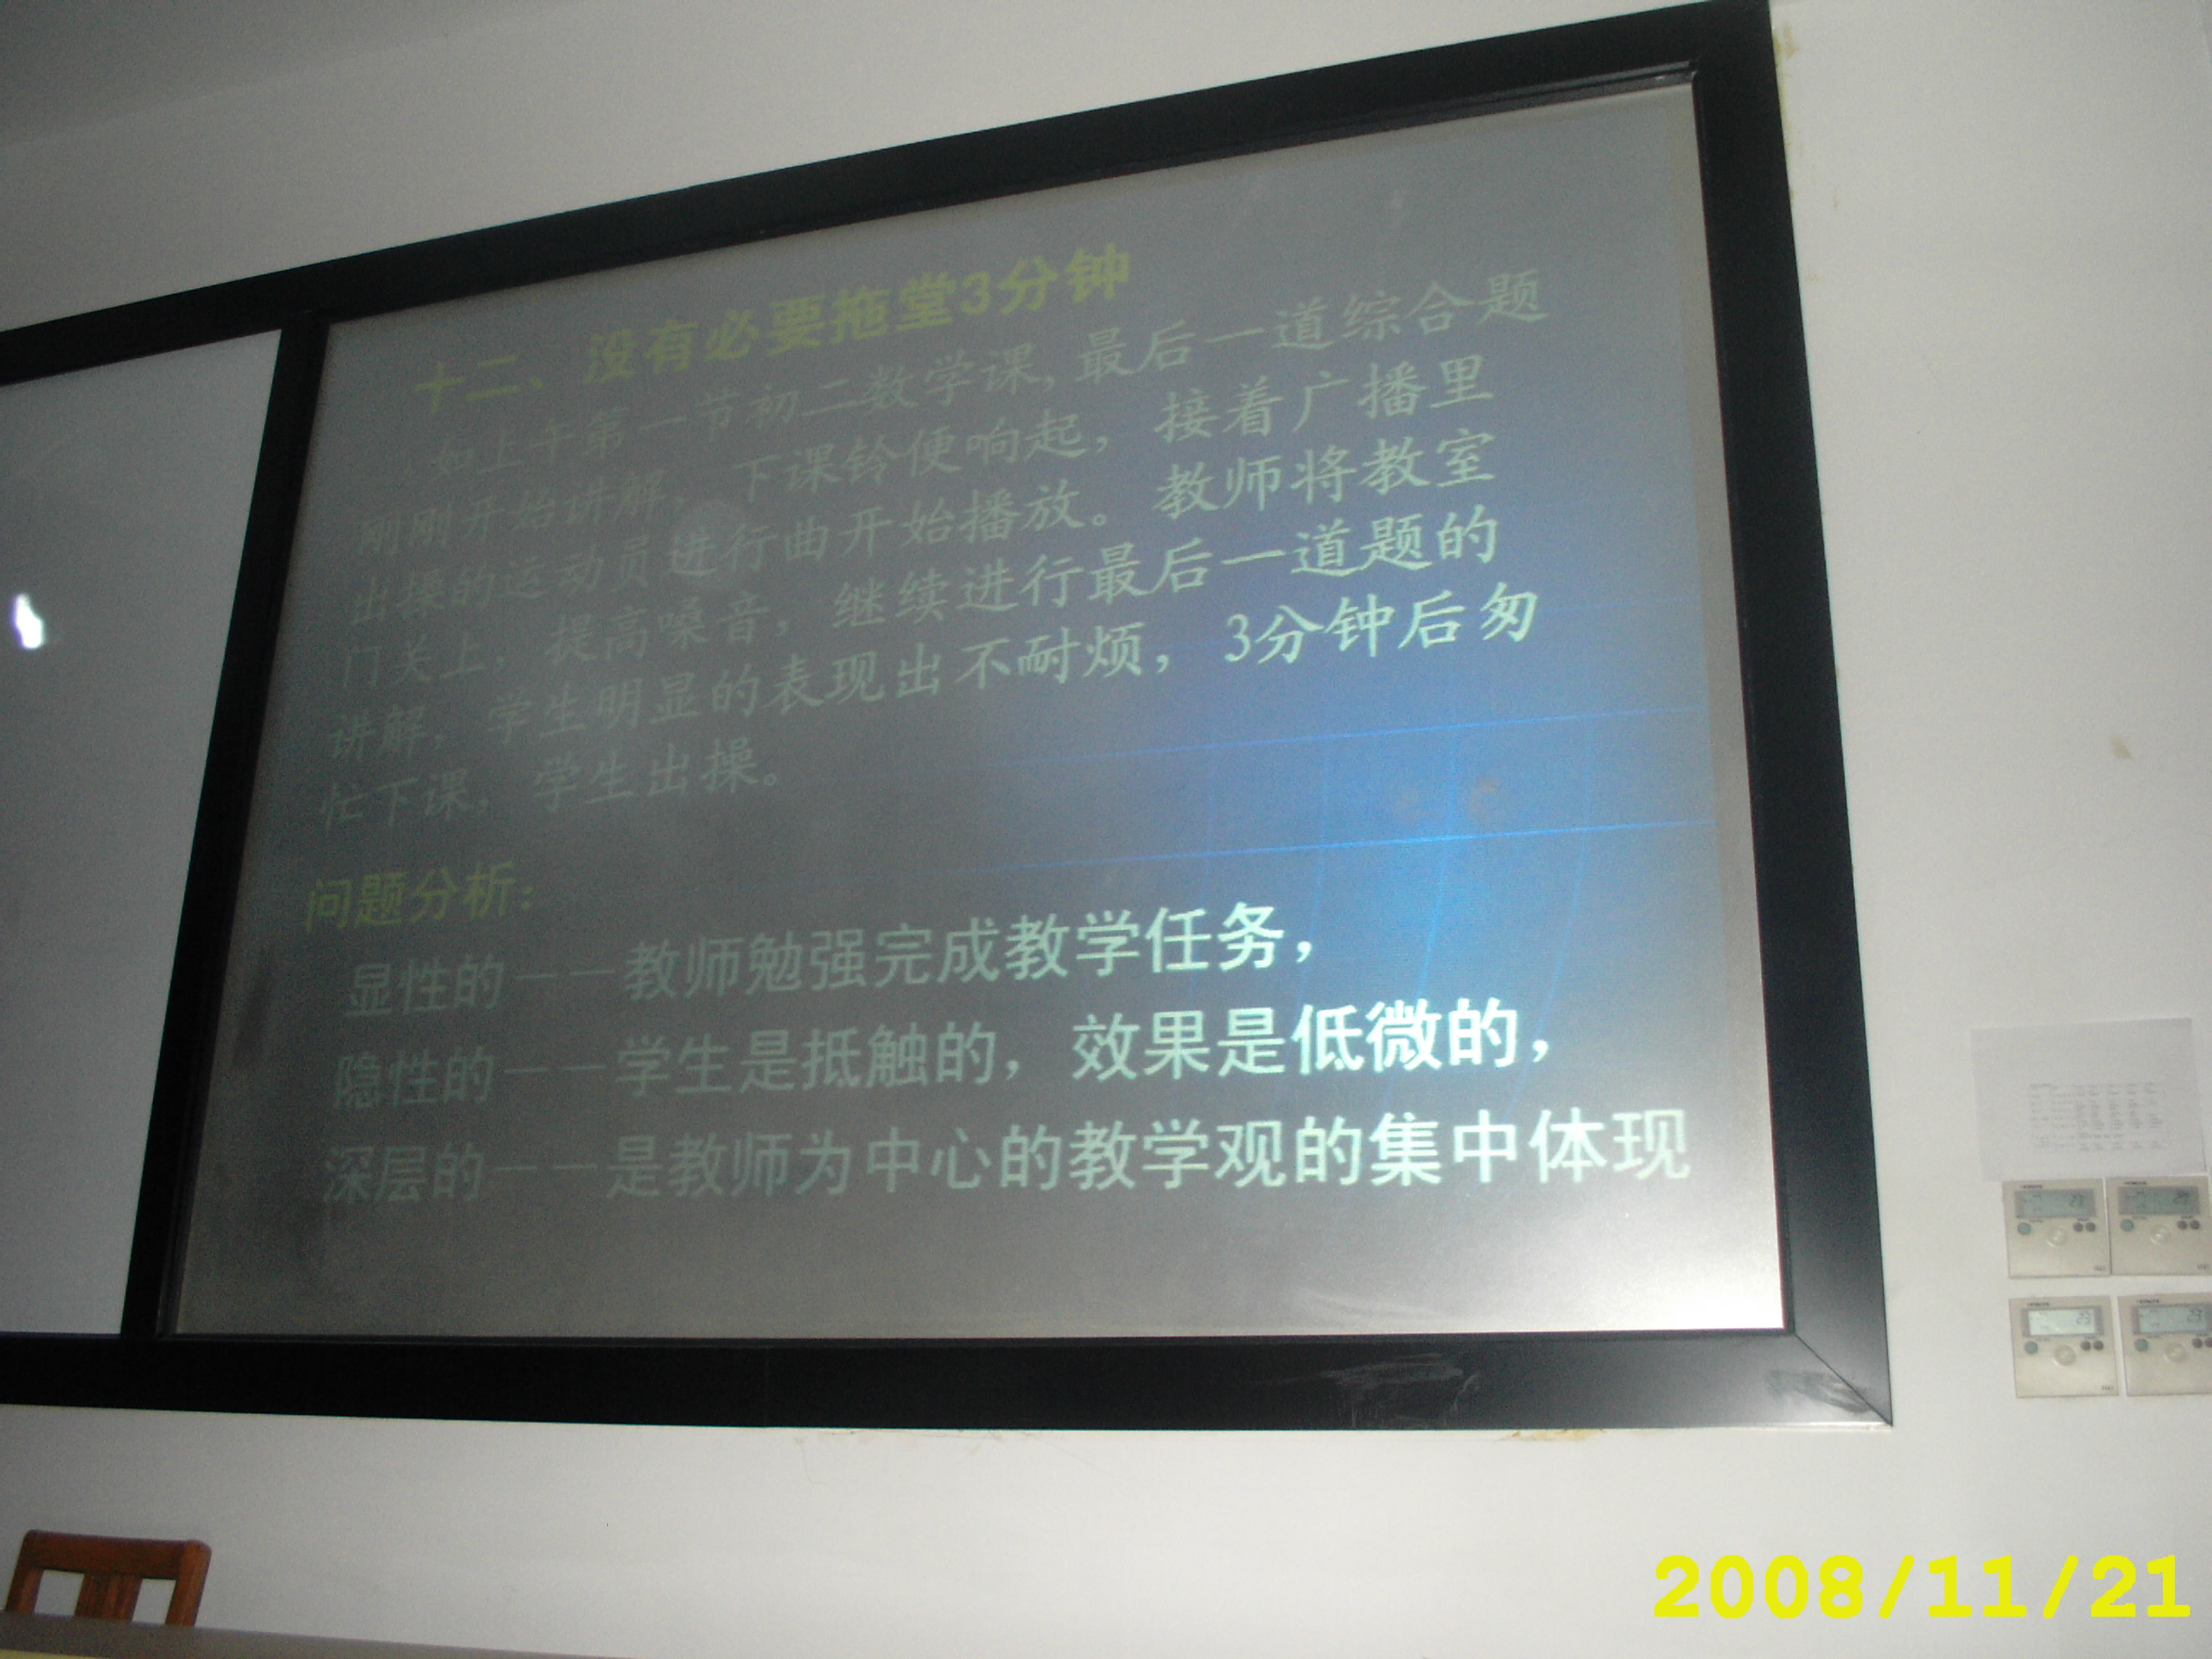 十二、没有必要拖堂3分钟
如上午第一节初二数学课,最后一道综合题
刚刚开始讲解,下课铃便响起,接着广播里
出操的运动员进行曲开始播放。教师将教室
门关上,提高嗓音,继续进行最后一道题的
讲解,学生明显的表现出不耐烦,3分钟后匆
忙下课,学生出操。
问题分析:
显性的——教师勉强完成教学任务,
隐性的——学生是抵触的,效果是低微的,
深层的——是教师为中心的教学观的集中体现
2008/11/21